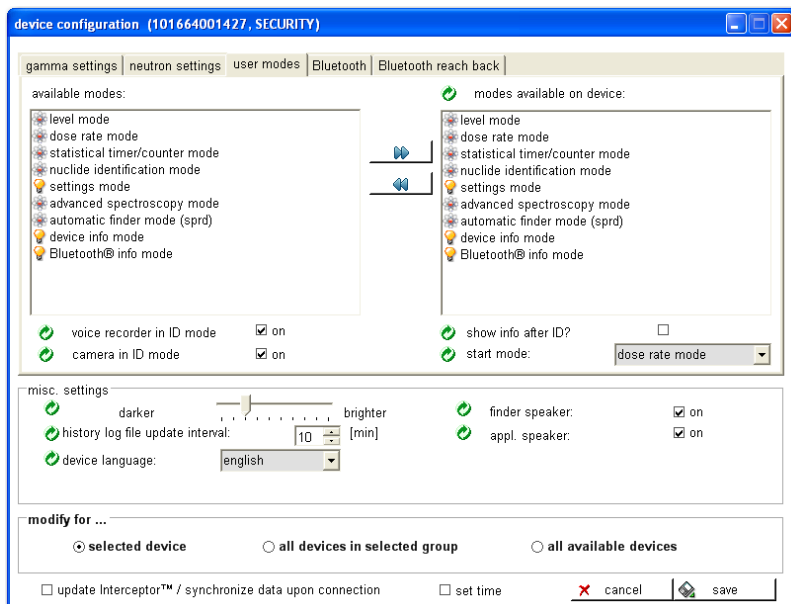 device configuration (101664001427, SECURITY)
gamma settings neutron settings user modes Bluetooth Bluetooth reach back
available modes:
level mode
dose rate mode
statistical timer/counter mode
nuclide identification mode
settings mode
advanced spectroscopy mode
automatic finder mode (sprd)
device info mode
Bluetooth® info mode
modes available on device:
level mode
dose rate mode
statistical timer/counter mode
nuclide identification mode
settings mode
advanced spectroscopy mode
automatic finder mode (sprd)
device info mode
Bluetooth® info mode
voice recorder in ID mode on
camera in ID mode on
show info after ID?
start mode: dose rate mode
misc. settings
darker brighter
history log file update interval: 10 [min]
device language: english
finder speaker: on
appl. speaker: on
modify for ...
selected device all devices in selected group all available devices
update Interceptor™ / synchronize data upon connection set time cancel save